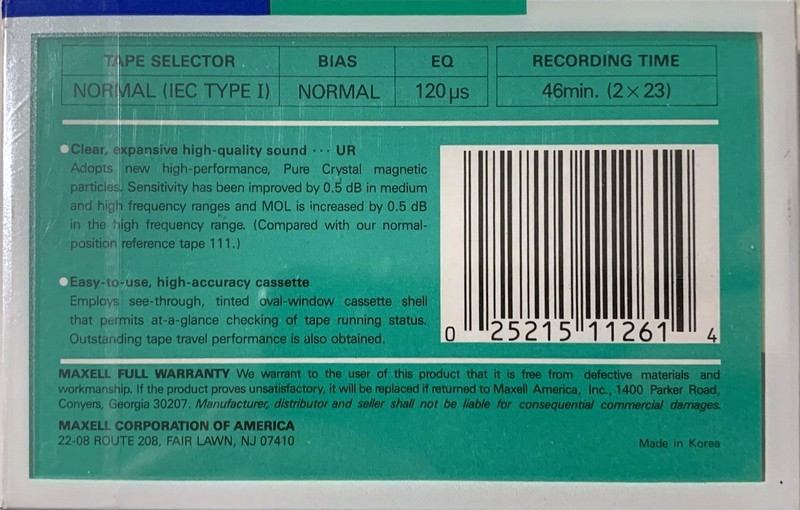 TAPE SELECTOR BIAS EQ RECORDING TIME
NORMAL (IEC TYPE I) NORMAL 120μs 46min. (2×23)
●Clear, expansive high-quality sound ··· UR
Adopts new high-performance, Pure Crystal magnetic
particles. Sensitivity has been improved by 0.5 dB in medium
and high frequency ranges and MOL is increased by 0.5 dB
in the high frequency range. (Compared with our normal-
position reference tape 111.)
●Easy-to-use, high-accuracy cassette
Employs see-through, tinted oval-window cassette shell
that permits at-a-glance checking of tape running status.
Outstanding tape travel performance is also obtained.
0 25215 11261 4
MAXELL FULL WARRANTY We warrant to the user of this product that it is free from defective materials and
workmanship. If the product proves unsatisfactory, it will be replaced if returned to Maxell America, Inc., 1400 Parker Road,
Conyers, Georgia 30207. Manufacturer, distributor and seller shall not be liable for consequential commercial damages.
MAXELL CORPORATION OF AMERICA
22-08 ROUTE 208, FAIR LAWN, NJ 07410
Made in Korea